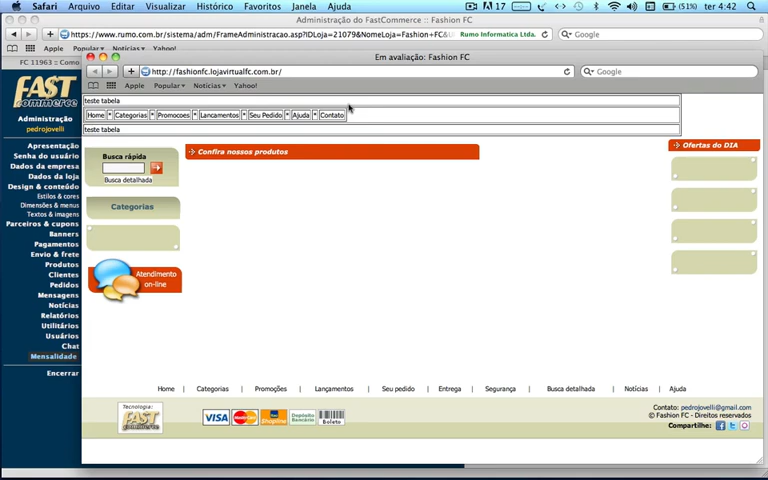 Safari Arquivo Editar Visualizar Histórico Favoritos Janela Ajuda 17 (51%) ter 4:42
Administração do FastCommerce :: Fashion FC
https://www.rumo.com.br/sistema/adm/FrameAdministracao.asp?IDLoja=21079&NomeLoja=Fashion+FC&U Rumo Informatica Ltda. Google
Apple Popular
FC 11963 :: Como
Em avaliação: Fashion FC
http://fashionfc.lojavirtualfc.com.br/ Google
Apple Popular Notícias Yahoo!
FAST
commerce
Administração
pedrojovelli
Apresentação
Senha do usuário
Dados da empresa
Dados da loja
Design & conteúdo
Estilos & cores
Dimensões & menus
Textos & imagens
Parceiros & cupons
Banners
Pagamentos
Envio & frete
Produtos
Clientes
Pedidos
Mensagens
Notícias
Relatórios
Utilitários
Usuários
Chat
Mensalidade
Encerrar
teste tabela
Home * Categorias * Promocoes * Lancamentos * Seu Pedido * Ajuda * Contato
teste tabela
Busca rápida
Busca detalhada
Categorias
Atendimento
on-line
Confira nossos produtos
Ofertas do DIA
Home Categorias Promoções Lançamentos Seu pedido Entrega Segurança Busca detalhada Notícias Ajuda
Tecnologia:
FAST
commerce
VISA MasterCard Depósito Bancário Boleto
Contato: pedrojovelli@gmail.com
© Fashion FC - Direitos reservados
Compartilhe: